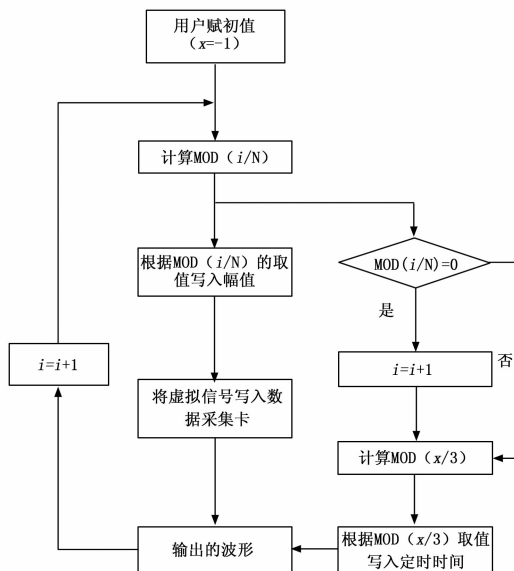 用户赋初值
（x=-1）
计算MOD（i/N）
根据MOD（i/N）的取
值写入幅值
MOD(i/N)=0
是
否
i=i+1
i=i+1
将虚拟信号写入数
据采集卡
计算MOD（x/3）
输出的波形
根据MOD（x/3）取值
写入定时时间